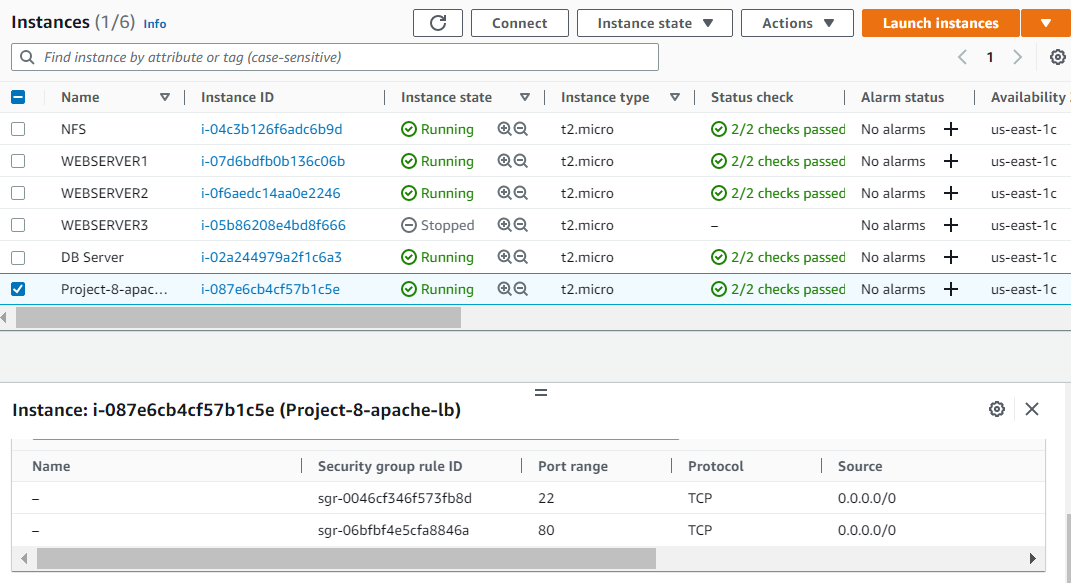 Instances (1/6) Info Connect Instance state Actions Launch instances
Find instance by attribute or tag (case-sensitive) 1
Name Instance ID Instance state Instance type Status check Alarm status Availability
NFS i-04c3b126f6adc6b9d Running t2.micro 2/2 checks passed No alarms + us-east-1c
WEBSERVER1 i-07d6bdfb0b136c06b Running t2.micro 2/2 checks passed No alarms + us-east-1c
WEBSERVER2 i-0f6aedc14aa0e2246 Running t2.micro 2/2 checks passed No alarms + us-east-1c
WEBSERVER3 i-05b86208e4bd8f666 Stopped t2.micro – No alarms + us-east-1c
DB Server i-02a244979a2f1c6a3 Running t2.micro 2/2 checks passed No alarms + us-east-1c
Project-8-apac... i-087e6cb4cf57b1c5e Running t2.micro 2/2 checks passed No alarms + us-east-1c
Instance: i-087e6cb4cf57b1c5e (Project-8-apache-lb)
Name Security group rule ID Port range Protocol Source
– sgr-0046cf346f573fb8d 22 TCP 0.0.0.0/0
– sgr-06bfbf4e5cfa8846a 80 TCP 0.0.0.0/0